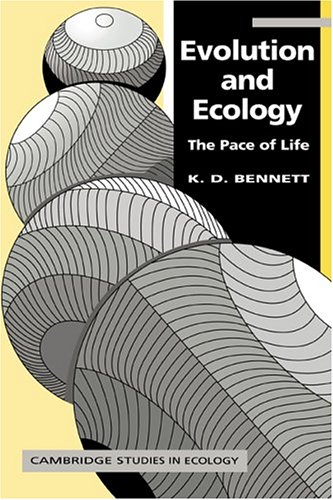 Evolution
and
Ecology
The Pace of Life
K. D. BENNETT
CAMBRIDGE STUDIES IN ECOLOGY